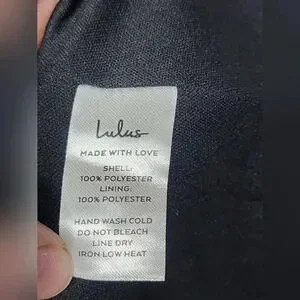 Lulus
MADE WITH LOVE
SHELL:
100% POLYESTER
LINING:
100% POLYESTER
HAND WASH COLD
DO NOT BLEACH
LINE DRY
IRON LOW HEAT